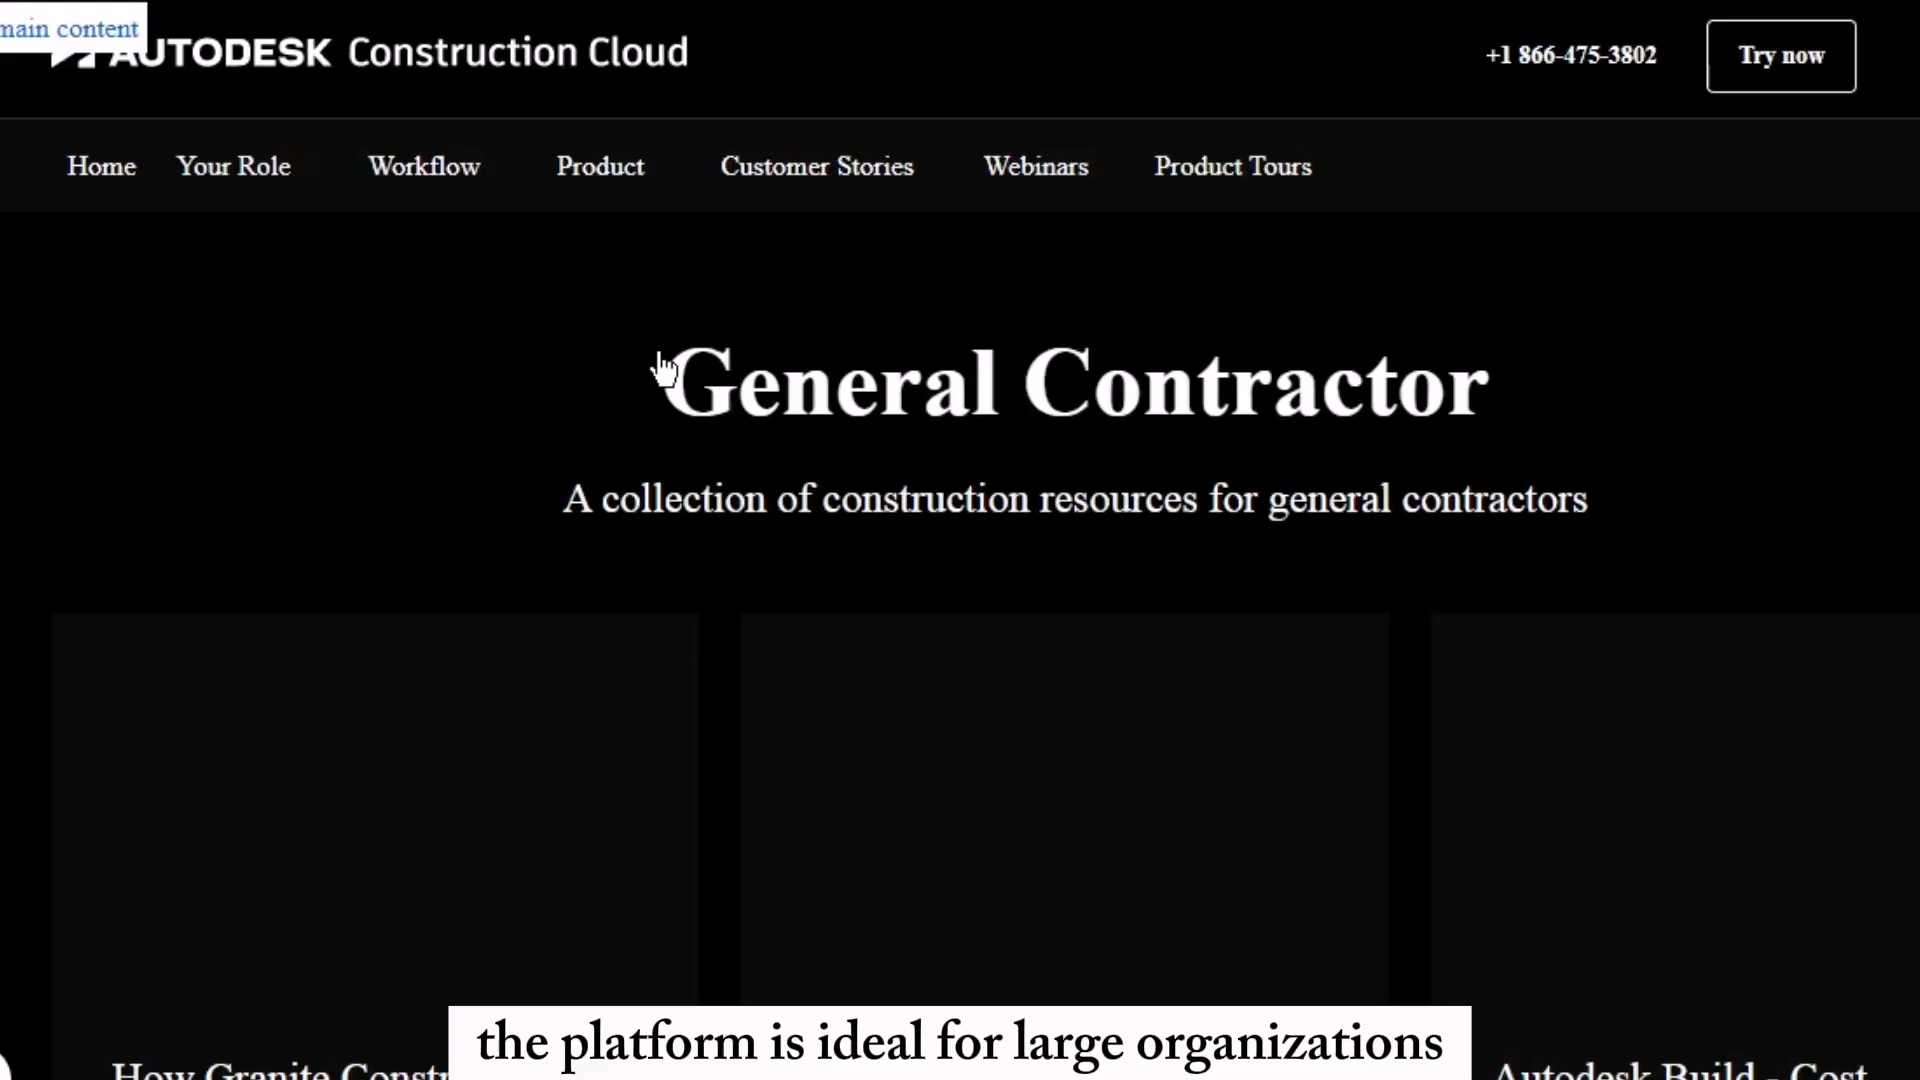 main content
AUTODESK Construction Cloud
+1 866-475-3802
Try now
Home Your Role Workflow Product Customer Stories Webinars Product Tours
General Contractor
A collection of construction resources for general contractors
How Granite Constr
Autodesk Build - Cost
the platform is ideal for large organizations